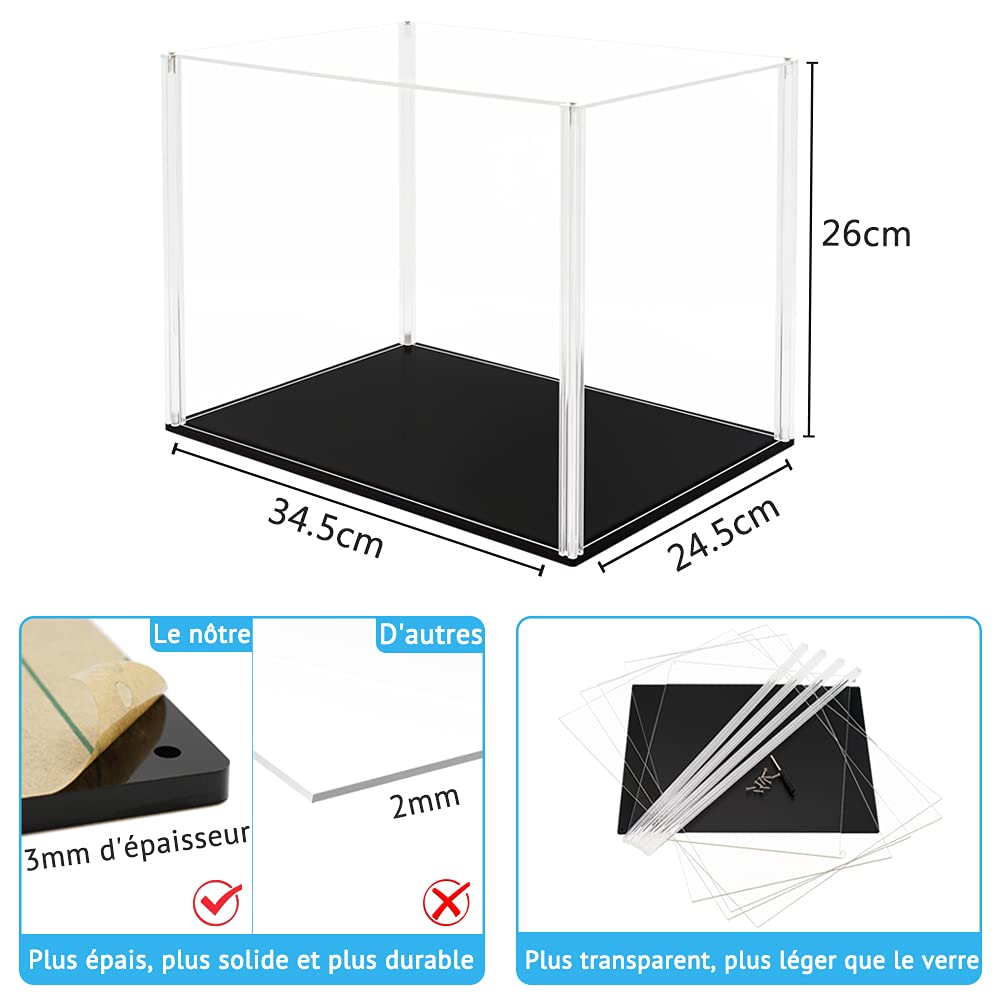 26cm
34.5cm
24.5cm
Le nôtre
D'autres
2mm
3mm d'épaisseur
Plus épais, plus solide et plus durable
Plus transparent, plus léger que le verre